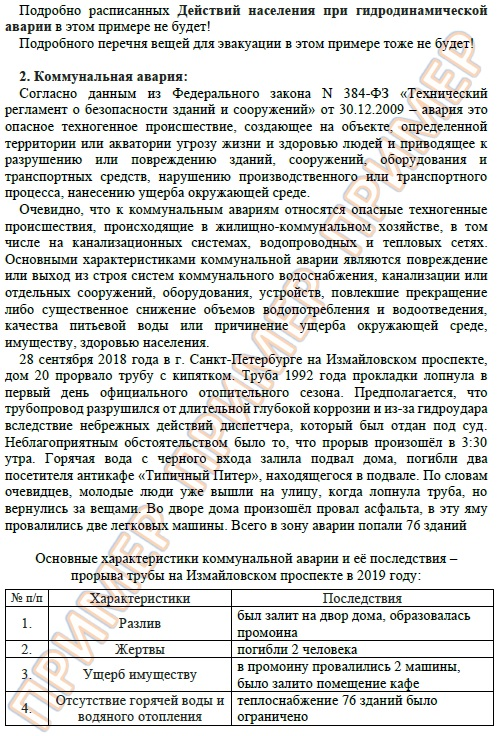 Подробно расписанных Действий населения при гидродинамической
аварии в этом примере не будет!
Подробного перечня вещей для эвакуации в этом примере тоже не будет!
2. Коммунальная авария:
Согласно данным из Федерального закона N 384-ФЗ «Технический
регламент о безопасности зданий и сооружений» от 30.12.2009 – авария это
опасное техногенное происшествие, создающее на объекте, определенной
территории или акватории угрозу жизни и здоровью людей и приводящее к
разрушению или повреждению зданий, сооружений, оборудования и
транспортных средств, нарушению производственного или транспортного
процесса, нанесению ущерба окружающей среде.
Очевидно, что к коммунальным авариям относятся опасные техногенные
происшествия, происходящие в жилищно-коммунальном хозяйстве, в том
числе на канализационных системах, водопроводных и тепловых сетях.
Основными характеристиками коммунальной аварии являются повреждение
или выход из строя систем коммунального водоснабжения, канализации или
отдельных сооружений, оборудования, устройств, повлекшие прекращение
либо существенное снижение объемов водопотребления и водоотведения,
качества питьевой воды или причинение ущерба окружающей среде,
имуществу, здоровью населения.
28 сентября 2018 года в г. Санкт-Петербурге на Измайловском проспекте,
дом 20 прорвало трубу с кипятком. Труба 1992 года прокладки лопнула в
первый день официального отопительного сезона. Предполагается, что
трубопровод разрушился от длительной глубокой коррозии и из-за гидроудара
вследствие небрежных действий диспетчера, который был отдан под суд.
Неблагоприятным обстоятельством было то, что прорыв произошёл в 3:30
утра. Горячая вода с черного входа залила подвал дома, погибли два
посетителя антикафе «Типичный Питер», находящегося в подвале. По словам
очевидцев, молодые люди уже вышли на улицу, когда лопнула труба, но
вернулись за вещами. Во дворе дома произошёл провал асфальта, в эту яму
провалились две легковых машины. Всего в зону аварии попали 76 зданий
Основные характеристики коммунальной аварии и её последствия –
прорыва трубы на Измайловском проспекте в 2019 году:
№ п/п Характеристики Последствия
1. Разлив был залит на двор дома, образовалась
промоина
2. Жертвы погибли 2 человека
3. Ущерб имуществу в промоину провалились 2 машины,
было залито помещение кафе
4. Отсутствие горячей воды и теплоснабжение 76 зданий было
водяного отопления ограничено
ПРИМЕР ПРИМЕР ПРИМЕР ПРИМЕР